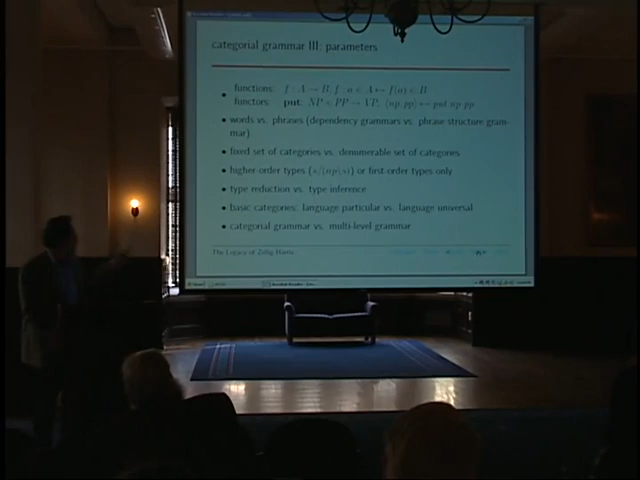 categorial grammar III: parameters
functions: f : A → B, f : a ∈ A ↦ f(a) ∈ B
functors: put: NP × PP → VP, ⟨np, pp⟩ ↦ put np pp
• words vs. phrases (dependency grammars vs. phrase structure gram-
mar)
• fixed set of categories vs. denumerable set of categories
• higher-order types or first-order types only
• type reduction vs. type inference
• basic categories: language particular vs. language universal
• categorial grammar vs. multi-level grammar
The Legacy of Zellig Harris